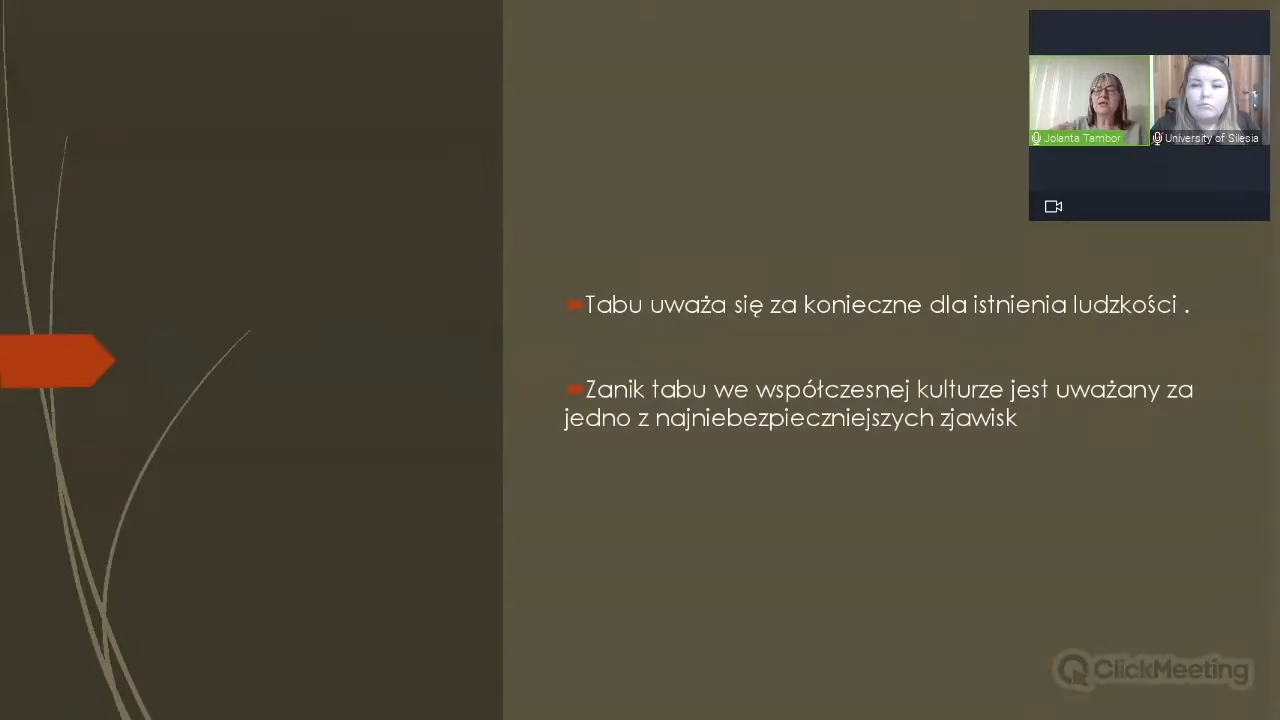 Jolanta Tambor
University of Silesia
Tabu uważa się za konieczne dla istnienia ludzkości .
Zanik tabu we współczesnej kulturze jest uważany za
jedno z najniebezpieczniejszych zjawisk
ClickMeeting